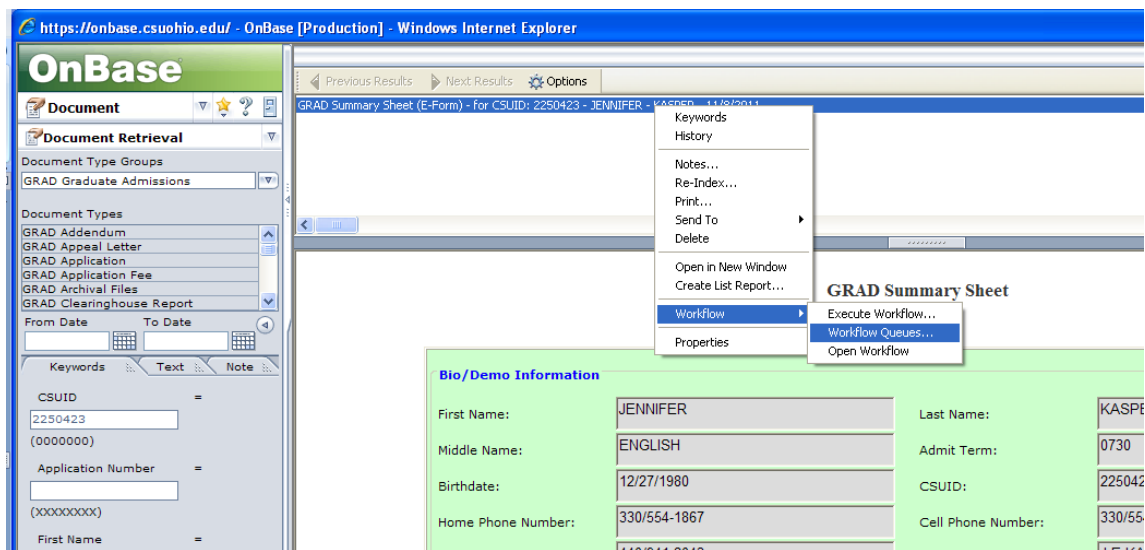 https://onbase.csuohio.edu/ - OnBase [Production] - Windows Internet Explorer
OnBase
Document
Document Retrieval
Document Type Groups
GRAD Graduate Admissions
Document Types
GRAD Addendum
GRAD Appeal Letter
GRAD Application
GRAD Application Fee
GRAD Archival Files
GRAD Clearinghouse Report
From Date To Date
Keywords Text Note
CSUID =
2250423
(0000000)
Application Number =
(XXXXXXXX)
First Name =
Previous Results Next Results Options
GRAD Summary Sheet (E-Form) - for CSUID: 2250423 - JENNIFER - KASPER - 11/8/2011
Keywords
History
Notes...
Re-Index...
Print...
Send To
Delete
Open in New Window
Create List Report...
Workflow
Properties
Execute Workflow...
Workflow Queues...
Open Workflow
GRAD Summary Sheet
Bio/Demo Information
First Name: JENNIFER Last Name: KASPE
Middle Name: ENGLISH Admit Term: 0730
Birthdate: 12/27/1980 CSUID: 225042
Home Phone Number: 330/554-1867 Cell Phone Number: 330/55